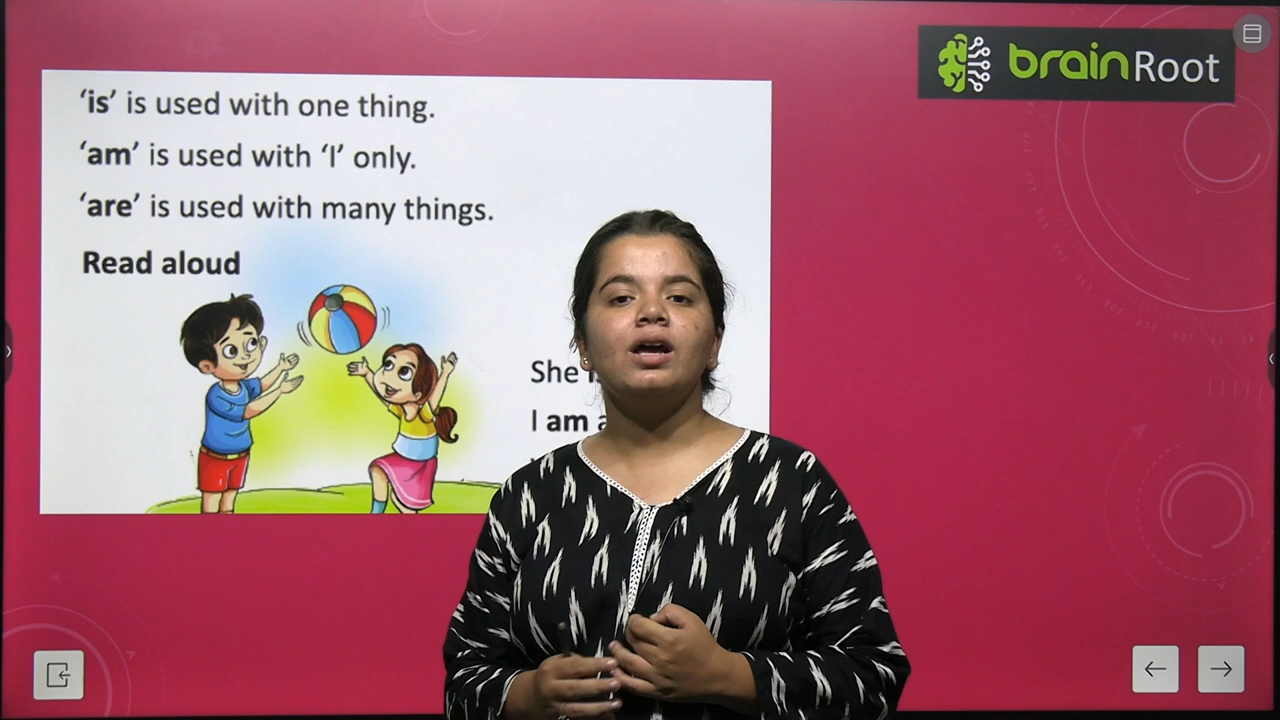 brainRoot
'is' is used with one thing.
'am' is used with 'I' only.
'are' is used with many things.
Read aloud
She
I am